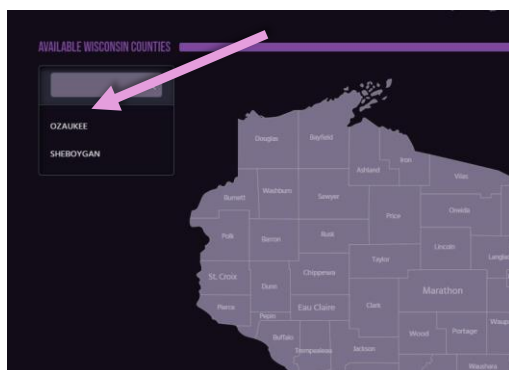 AVAILABLE WISCONSIN COUNTIES
OZAUKEE
SHEBOYGAN
Douglas
Bayfield
Iron
Ashland
Vilas
Burnett
Washburn
Sawyer
Price
Oneida
Polk
Barron
Rusk
Lincoln
Taylor
St. Croix
Dunn
Chippewa
Marathon
Pierce
Pepin
Eau Claire
Clark
Wood
Portage
Buffalo
Trempealeau
Jackson
Waushara